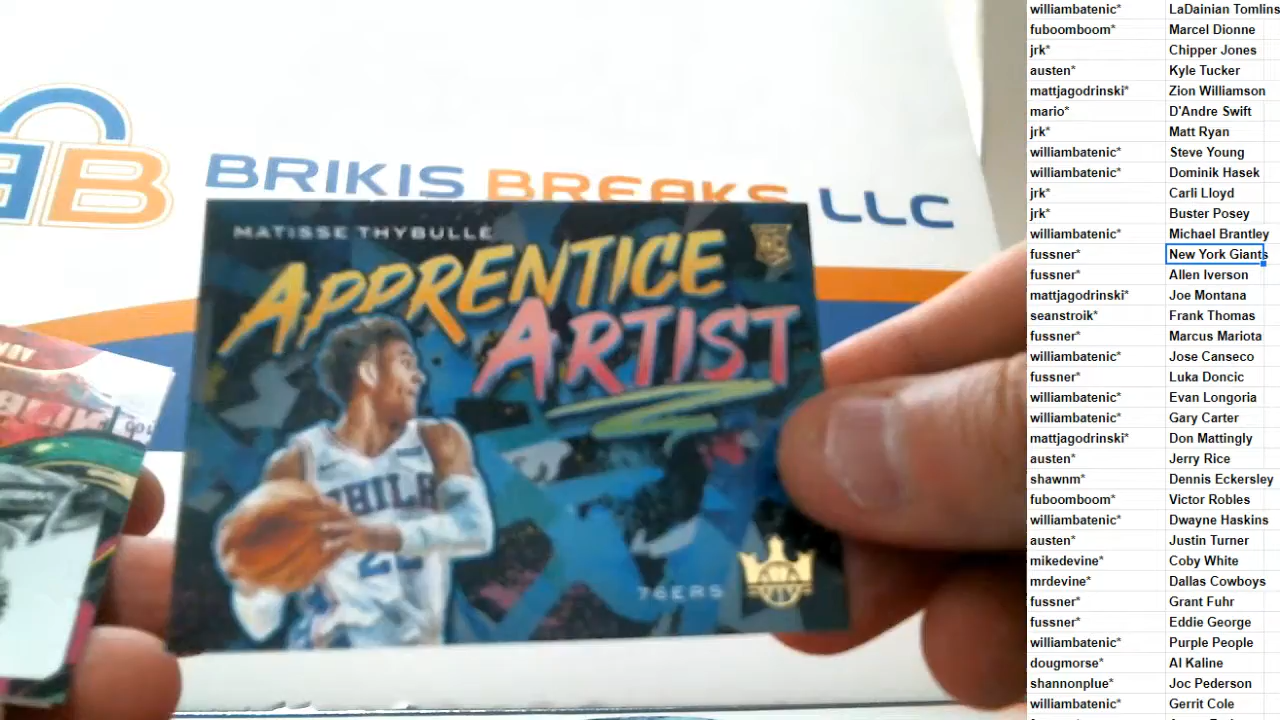 BRIKIS BREAKS LLC
B
MATISSE THYBULLE
RC
APPRENTICE
ARTIST
PHILA
22
76ERS
williambatenic* LaDainian Tomlins
fuboomboom* Marcel Dionne
jrk* Chipper Jones
austen* Kyle Tucker
mattjagodrinski* Zion Williamson
mario* D'Andre Swift
jrk* Matt Ryan
williambatenic* Steve Young
williambatenic* Dominik Hasek
jrk* Carli Lloyd
jrk* Buster Posey
williambatenic* Michael Brantley
fussner* New York Giants
fussner* Allen Iverson
mattjagodrinski* Joe Montana
seanstroik* Frank Thomas
fussner* Marcus Mariota
williambatenic* Jose Canseco
fussner* Luka Doncic
williambatenic* Evan Longoria
williambatenic* Gary Carter
mattjagodrinski* Don Mattingly
austen* Jerry Rice
shawnm* Dennis Eckersley
fuboomboom* Victor Robles
williambatenic* Dwayne Haskins
austen* Justin Turner
mikedevine* Coby White
mrdevine* Dallas Cowboys
fussner* Grant Fuhr
fussner* Eddie George
williambatenic* Purple People
dougmorse* Al Kaline
shannonplue* Joc Pederson
williambatenic* Gerrit Cole